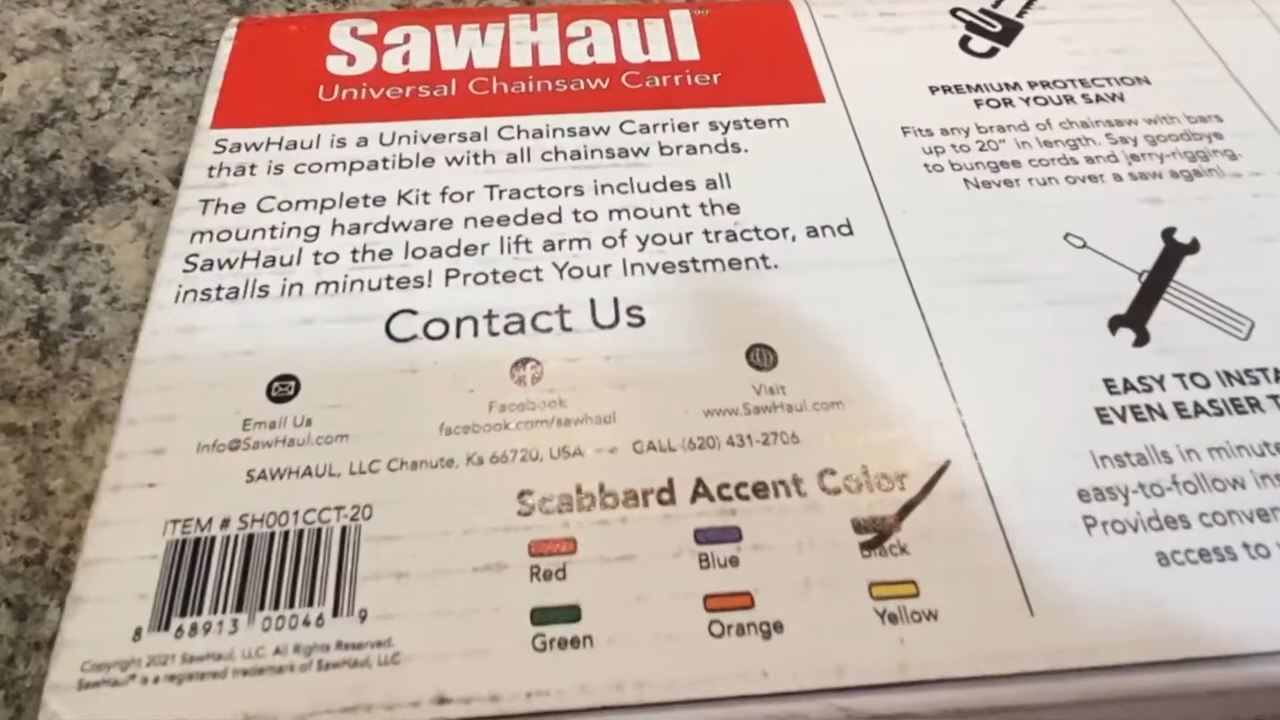 SawHaul
Universal Chainsaw Carrier
SawHaul is a Universal Chainsaw Carrier system
that is compatible with all chainsaw brands.
The Complete Kit for Tractors includes all
mounting hardware needed to mount the
SawHaul to the loader lift arm of your tractor, and
installs in minutes! Protect Your Investment.
Contact Us
Email Us
Info@SawHaul.com
Facebook
facebook.com/sawhaul
Visit
www.SawHaul.com
SAWHAUL, LLC Chanute, Ks 66720, USA CALL (620) 431-2706
ITEM # SH001CCT-20
8 68913 00046 9
Copyright 2021 SawHaul, LLC. All Rights Reserved.
SawHaul® is a registered trademark of SawHaul, LLC
Scabbard Accent Color
Red
Blue
Black
Green
Orange
Yellow
PREMIUM PROTECTION
FOR YOUR SAW
Fits any brand of chainsaw with bars
up to 20" in length. Say goodbye
to bungee cords and jerry-rigging.
Never run over a saw again!
EASY TO INSTA
EVEN EASIER T
Installs in minute
easy-to-follow ins
Provides conven
access to